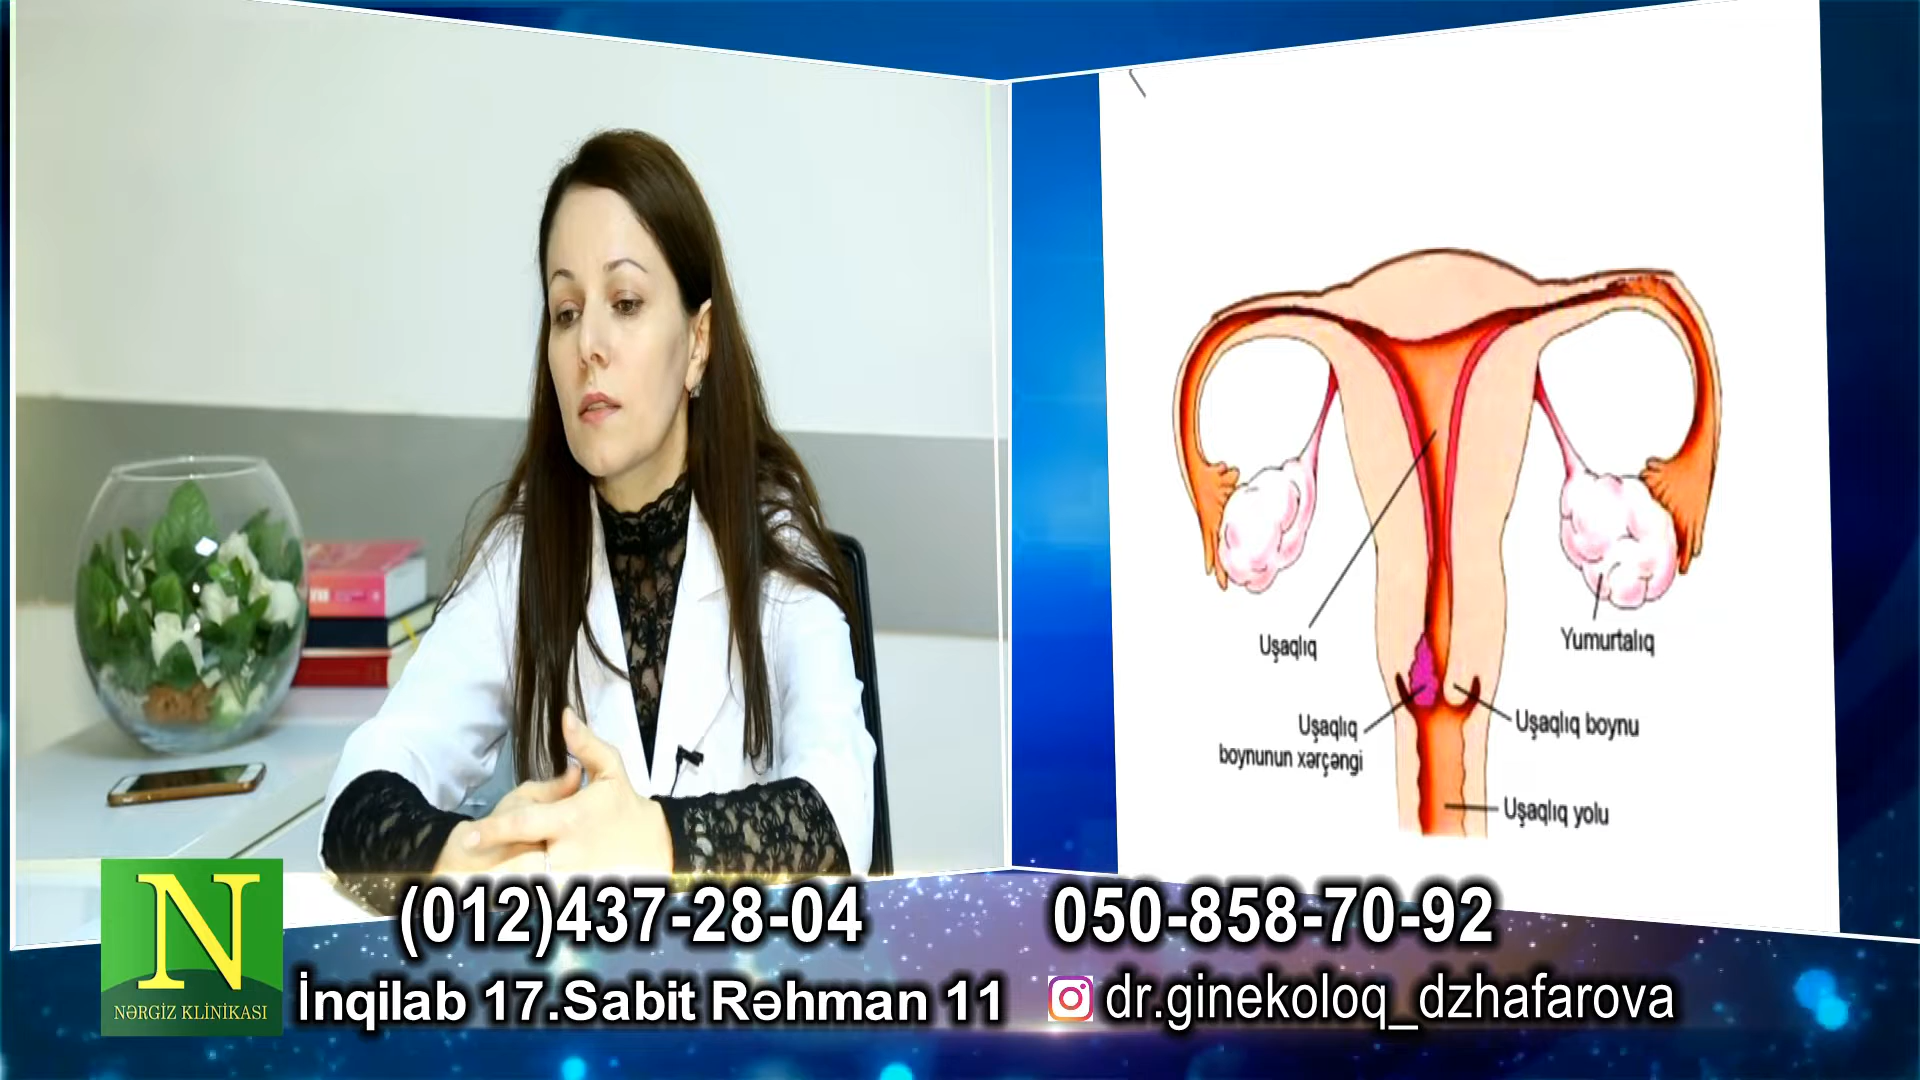 Uşaqlıq
Yumurtalıq
Uşaqlıq
boynunun xərçəngi
Uşaqlıq boynu
Uşaqlıq yolu
N
NƏRGİZ KLİNİKASI
(012)437-28-04
050-858-70-92
İnqilab 17.Sabit Rəhman 11
dr.ginekoloq_dzhafarova